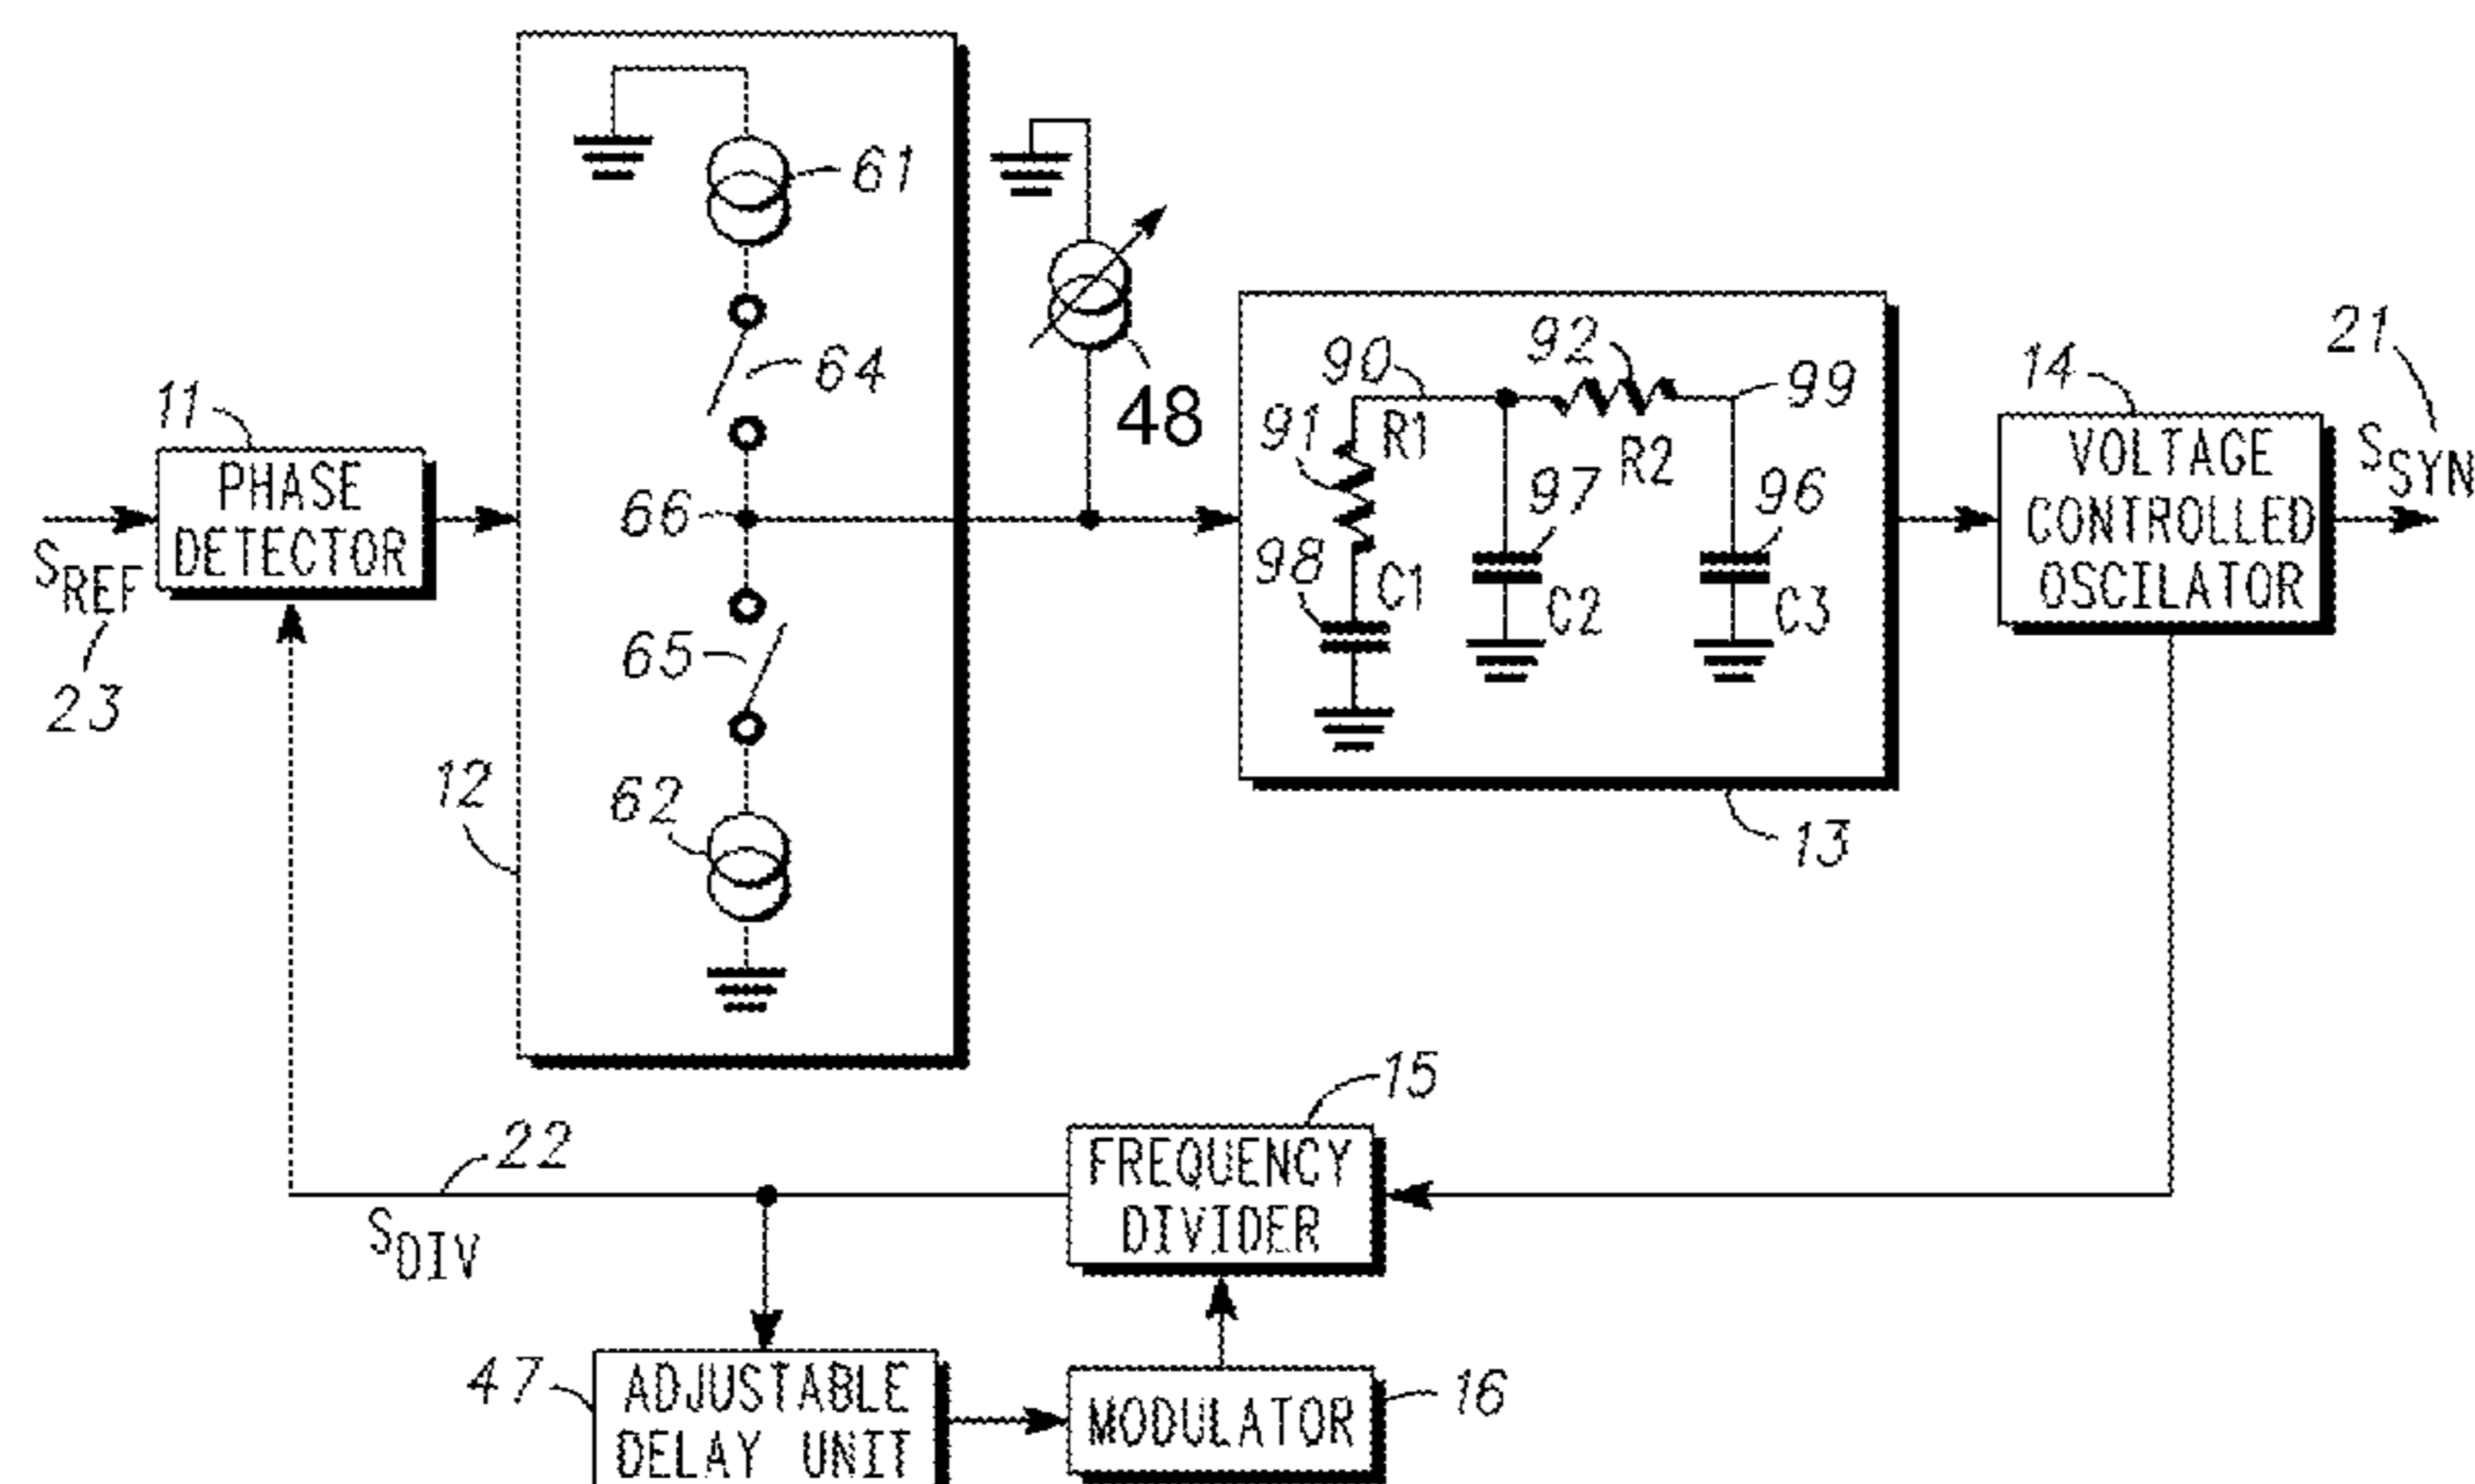 61
64
48
66
65
62
12
11
PHASE
DETECTOR
SREF
23
90
92
99
91
R1
R2
97
96
98
C1
C2
C3
13
14
VOLTAGE
CONTROLLED
OSCILATOR
21
SSYN
15
FREQUENCY
DIVIDER
22
SDIV
47
ADJUSTABLE
DELAY UNIT
MODULATOR
16